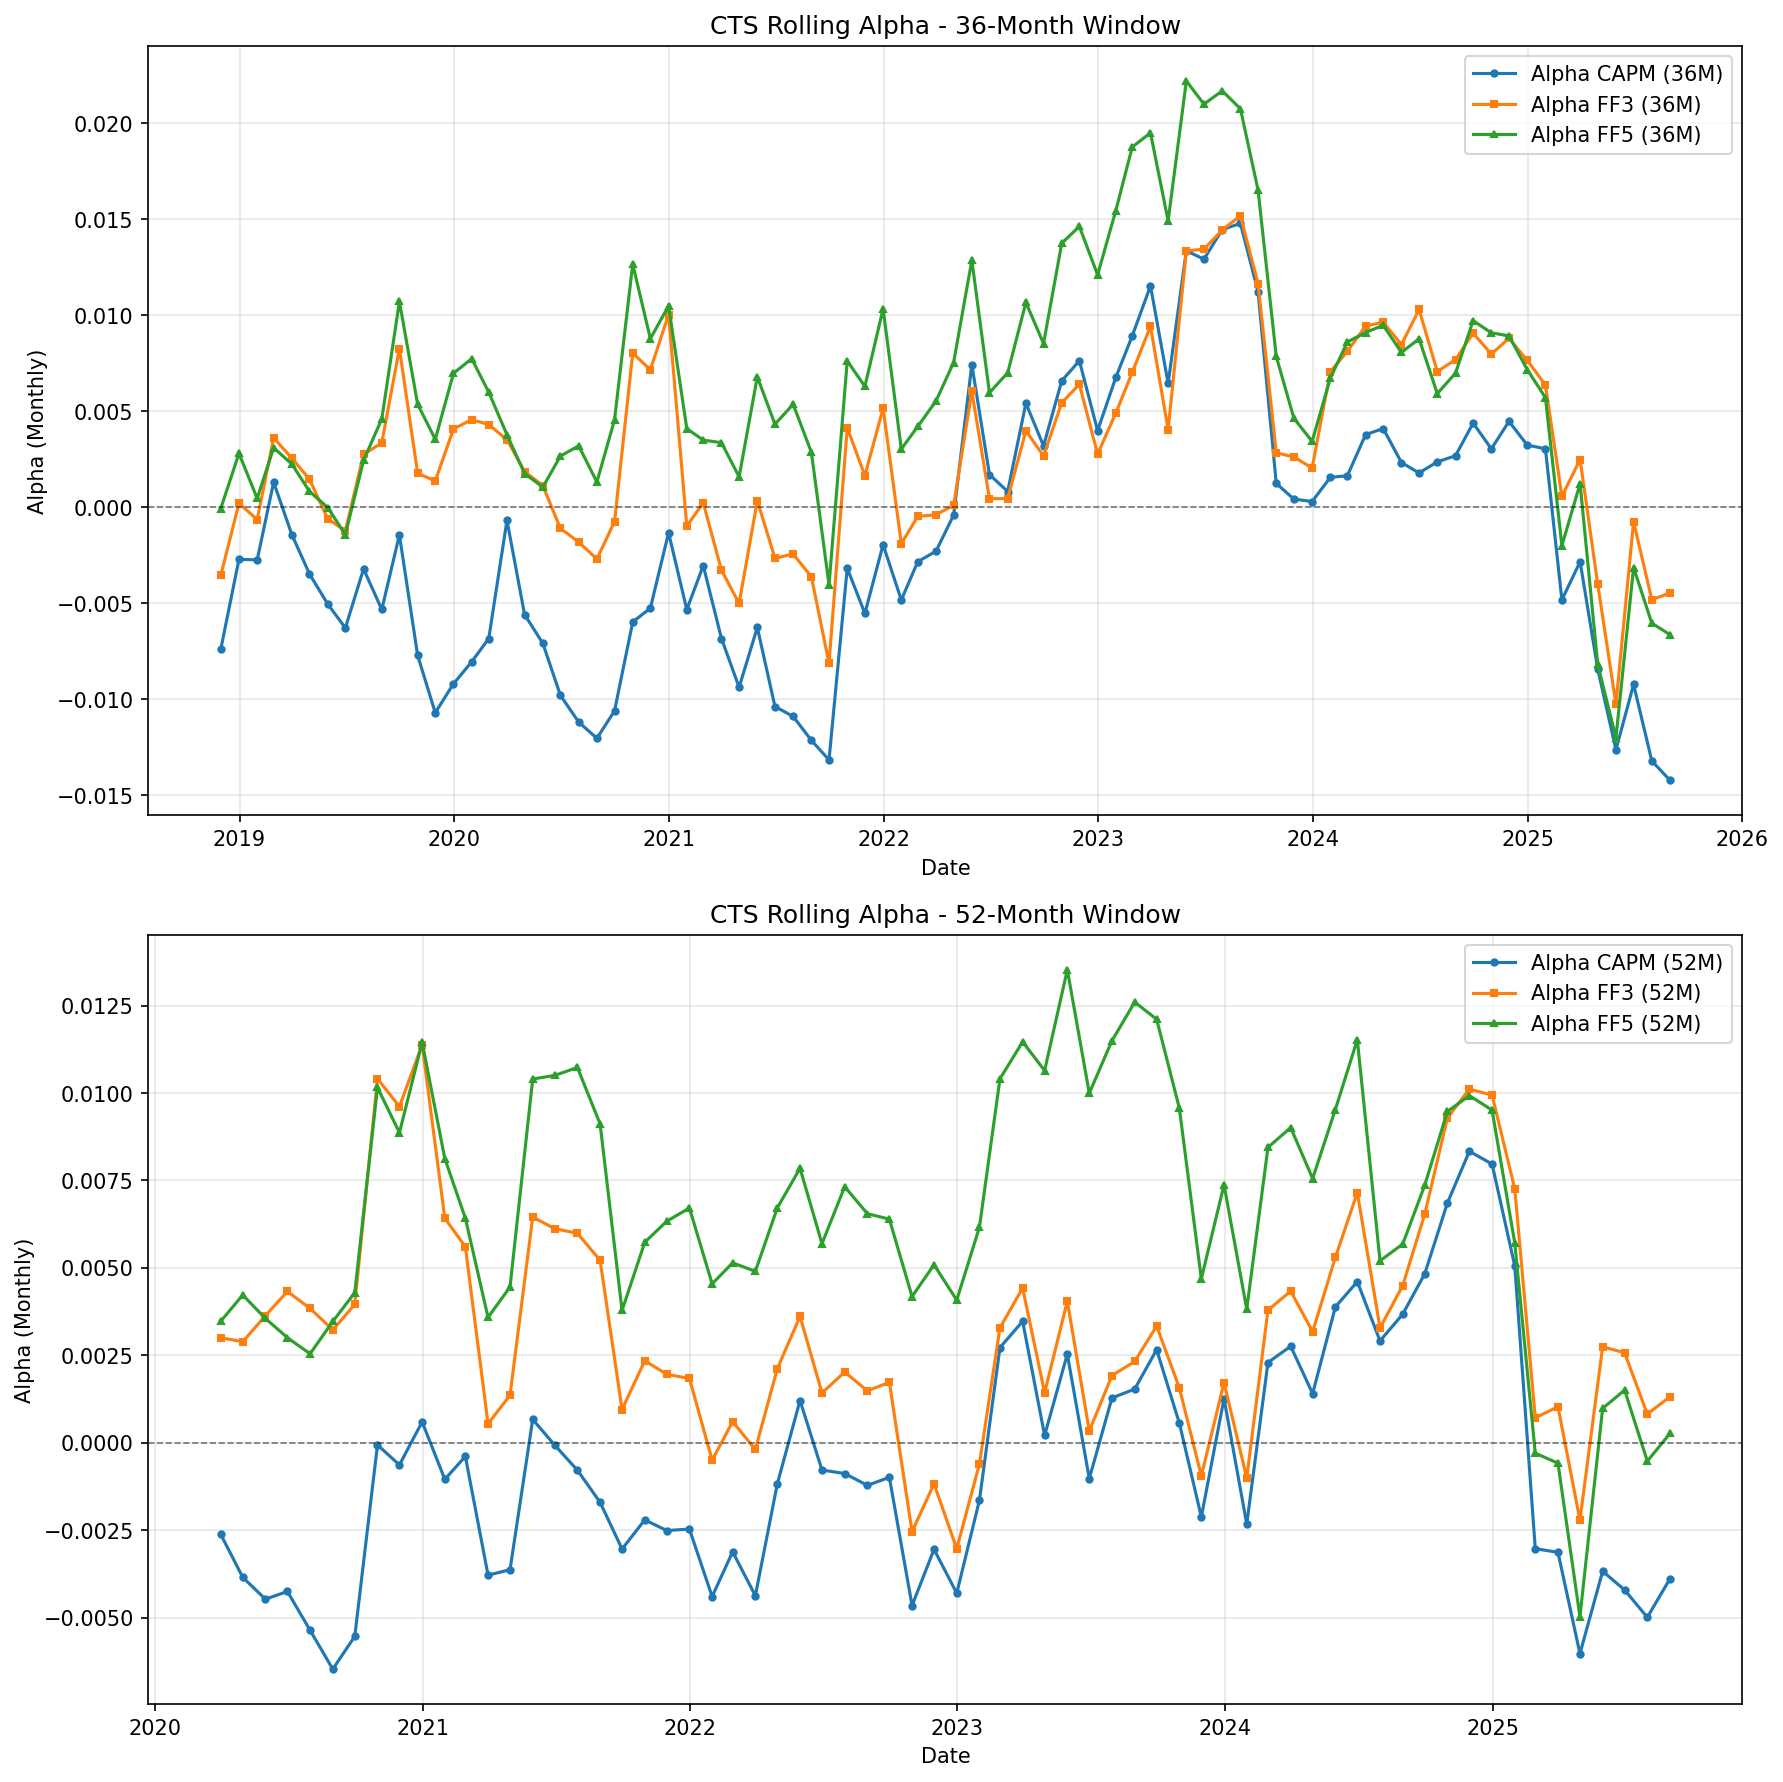 CTS Rolling Alpha - 36-Month Window
Alpha CAPM (36M)
Alpha FF3 (36M)
Alpha FF5 (36M)
Alpha (Monthly)
0.020
0.015
0.010
0.005
0.000
−0.005
−0.010
−0.015
2019 2020 2021 2022 2023 2024 2025 2026
Date
CTS Rolling Alpha - 52-Month Window
Alpha CAPM (52M)
Alpha FF3 (52M)
Alpha FF5 (52M)
Alpha (Monthly)
0.0125
0.0100
0.0075
0.0050
0.0025
0.0000
−0.0025
−0.0050
2020 2021 2022 2023 2024 2025
Date